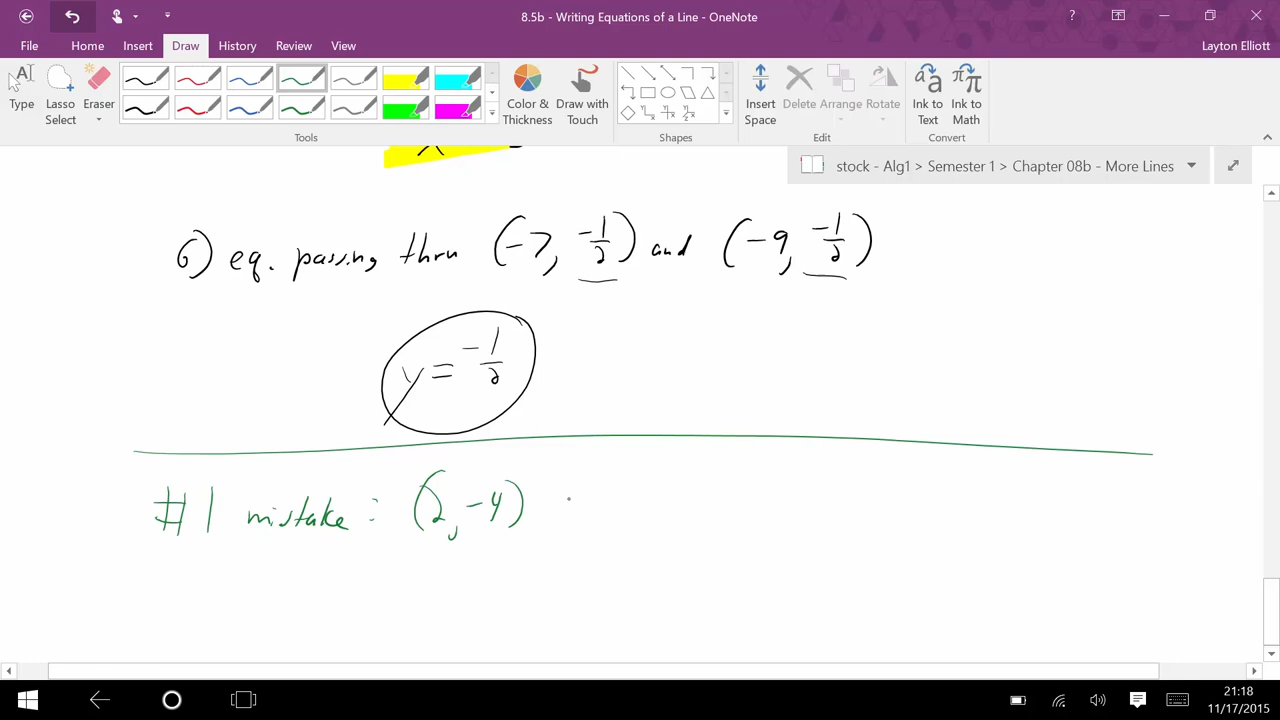 8.5b - Writing Equations of a Line - OneNote
Layton Elliott
File Home Insert Draw History Review View
Type
Lasso Select
Eraser
Color & Thickness
Draw with Touch
Insert Space
Delete
Arrange
Rotate
Ink to Text
Ink to Math
Tools
Shapes
Edit
Convert
stock - Alg1 > Semester 1 > Chapter 08b - More Lines
6) eq. passing thru (-7, -1/2) and (-9, -1/2)
y = -1/2
#1 mistake : (2, -4)
21:18
11/17/2015